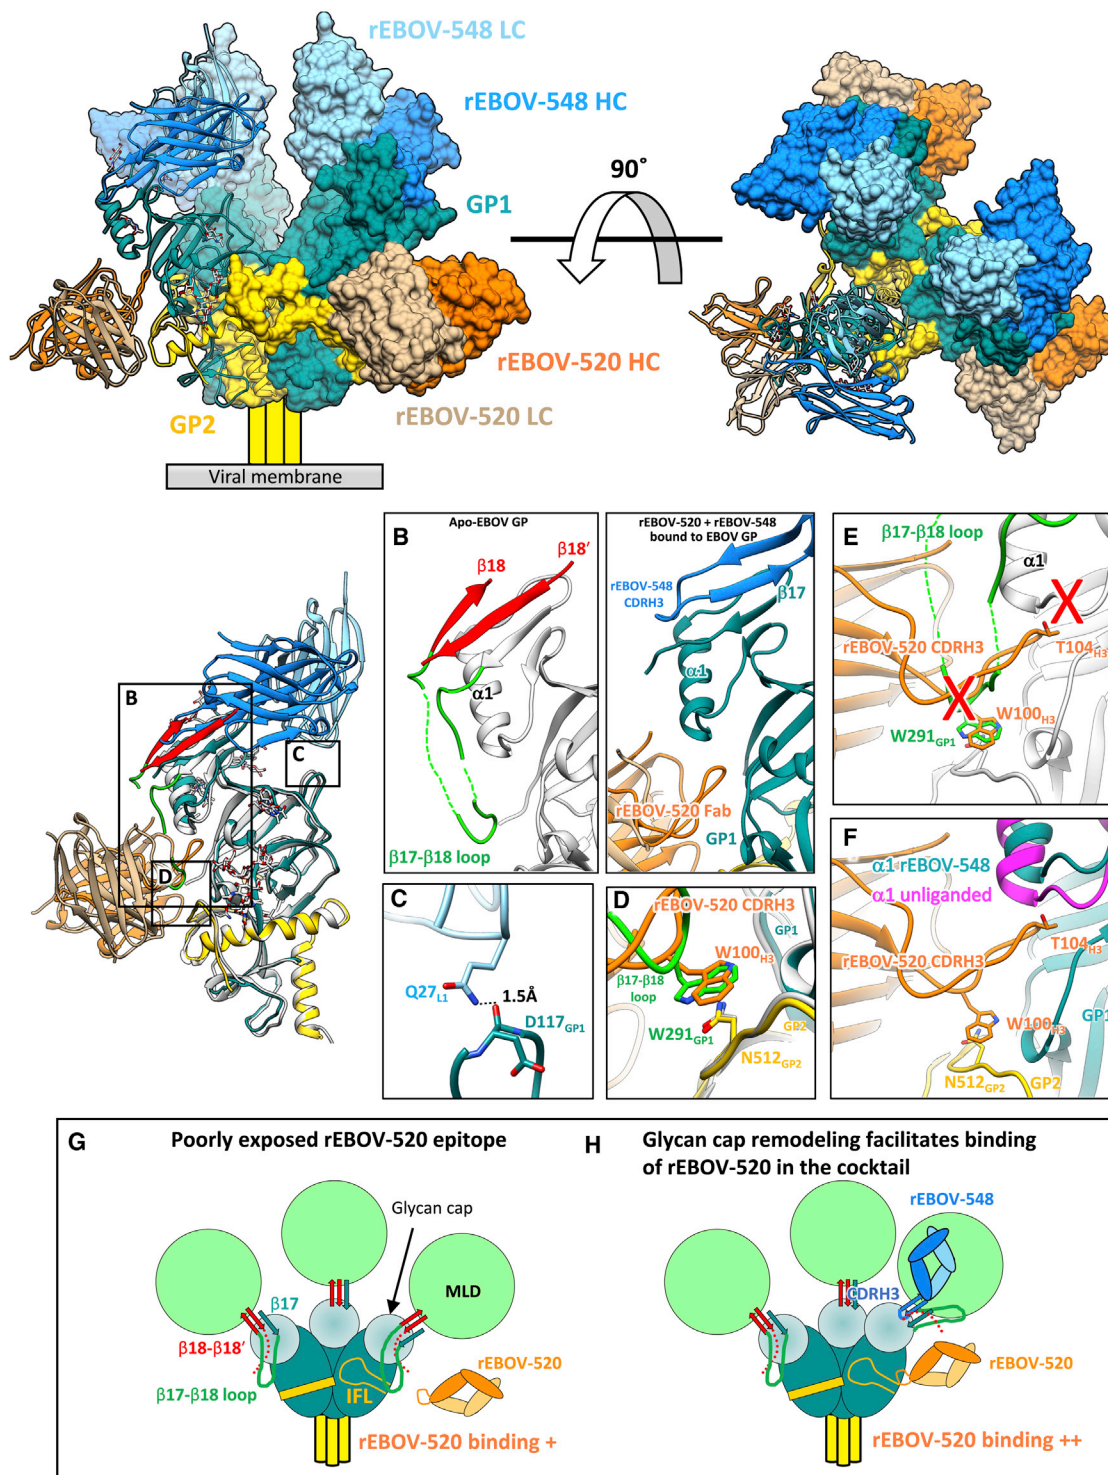 rEBOV-548 LC
rEBOV-548 HC
GP1
90°
rEBOV-520 HC
rEBOV-520 LC
GP2
Viral membrane
B
C
D
B
Apo-EBOV GP
β18
β18′
α1
β17-β18 loop
rEBOV-520 + rEBOV-548
bound to EBOV GP
rEBOV-548
CDRH3
β17
α1
rEBOV-520 Fab
GP1
C
Q27L1
1.5Å
D117GP1
D
rEBOV-520 CDRH3
GP1
W100H3
β17-β18
loop
W291GP1
GP2
N512GP2
E
β17-β18 loop
α1
X
rEBOV-520 CDRH3
T104H3
X
W100H3
W291GP1
F
α1 rEBOV-548
α1 unliganded
rEBOV-520 CDRH3
T104H3
GP1
W100H3
N512GP2
GP2
G
Poorly exposed rEBOV-520 epitope
Glycan cap
MLD
β17
β18-β18′
β17-β18 loop
IFL
rEBOV-520
rEBOV-520 binding +
H
Glycan cap remodeling facilitates binding
of rEBOV-520 in the cocktail
rEBOV-548
CDRH3
rEBOV-520
rEBOV-520 binding ++